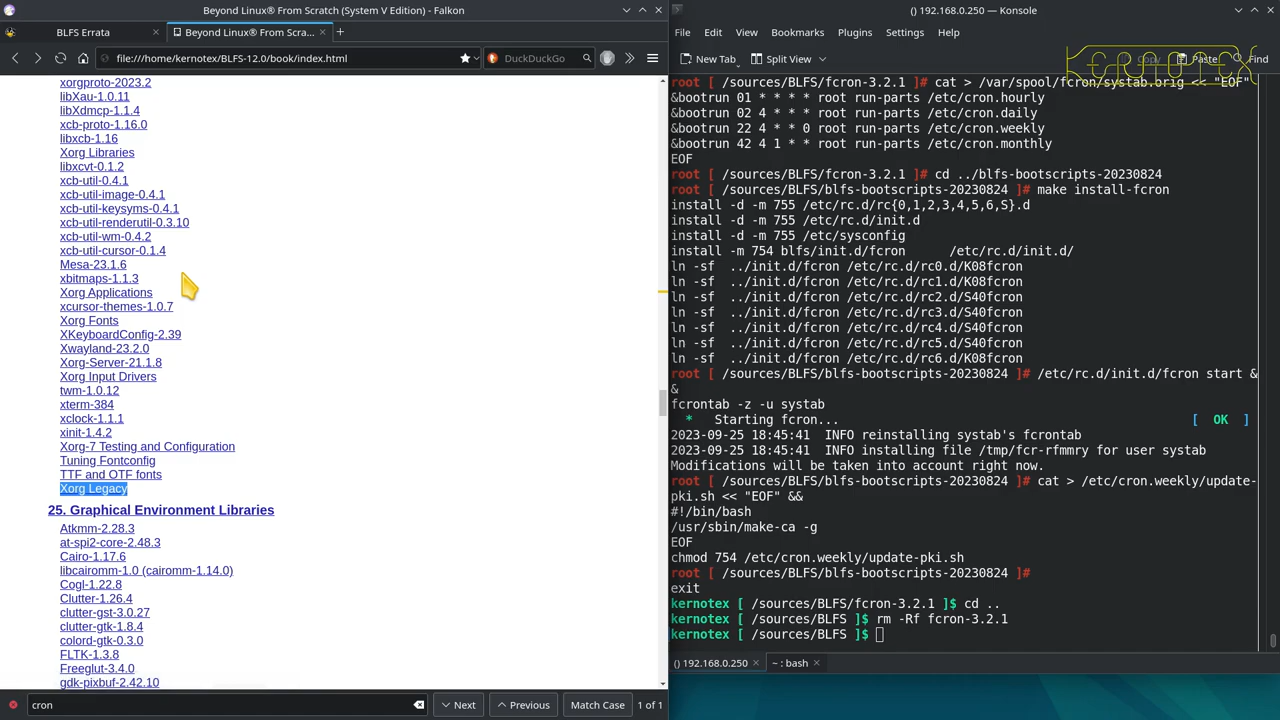 Beyond Linux® From Scratch (System V Edition) - Falkon
BLFS Errata
Beyond Linux® From Scra...
file:///home/kernotex/BLFS-12.0/book/index.html
DuckDuckGo
xorgproto-2023.2
libXau-1.0.11
libXdmcp-1.1.4
xcb-proto-1.16.0
libxcb-1.16
Xorg Libraries
libxcvt-0.1.2
xcb-util-0.4.1
xcb-util-image-0.4.1
xcb-util-keysyms-0.4.1
xcb-util-renderutil-0.3.10
xcb-util-wm-0.4.2
xcb-util-cursor-0.1.4
Mesa-23.1.6
xbitmaps-1.1.3
Xorg Applications
xcursor-themes-1.0.7
Xorg Fonts
XKeyboardConfig-2.39
Xwayland-23.2.0
Xorg-Server-21.1.8
Xorg Input Drivers
twm-1.0.12
xterm-384
xclock-1.1.1
xinit-1.4.2
Xorg-7 Testing and Configuration
Tuning Fontconfig
TTF and OTF fonts
Xorg Legacy
25. Graphical Environment Libraries
Atkmm-2.28.3
at-spi2-core-2.48.3
Cairo-1.17.6
libcairomm-1.0 (cairomm-1.14.0)
Cogl-1.22.8
Clutter-1.26.4
clutter-gst-3.0.27
clutter-gtk-1.8.4
colord-gtk-0.3.0
FLTK-1.3.8
Freeglut-3.4.0
gdk-pixbuf-2.42.10
cron
Next
Previous
Match Case
1 of 1
() 192.168.0.250 — Konsole
File Edit View Bookmarks Plugins Settings Help
New Tab Split View Copy Paste Find
KERNOTEX
root [ /sources/BLFS/fcron-3.2.1 ]# cat > /var/spool/fcron/systab.orig << "EOF"
&bootrun 01 * * * * root run-parts /etc/cron.hourly
&bootrun 02 4 * * * root run-parts /etc/cron.daily
&bootrun 22 4 * * 0 root run-parts /etc/cron.weekly
&bootrun 42 4 1 * * root run-parts /etc/cron.monthly
EOF
root [ /sources/BLFS/fcron-3.2.1 ]# cd ../blfs-bootscripts-20230824
root [ /sources/BLFS/blfs-bootscripts-20230824 ]# make install-fcron
install -d -m 755 /etc/rc.d/rc{0,1,2,3,4,5,6,S}.d
install -d -m 755 /etc/rc.d/init.d
install -d -m 755 /etc/sysconfig
install -m 754 blfs/init.d/fcron      /etc/rc.d/init.d/
ln -sf  ../init.d/fcron /etc/rc.d/rc0.d/K08fcron
ln -sf  ../init.d/fcron /etc/rc.d/rc1.d/K08fcron
ln -sf  ../init.d/fcron /etc/rc.d/rc2.d/S40fcron
ln -sf  ../init.d/fcron /etc/rc.d/rc3.d/S40fcron
ln -sf  ../init.d/fcron /etc/rc.d/rc4.d/S40fcron
ln -sf  ../init.d/fcron /etc/rc.d/rc5.d/S40fcron
ln -sf  ../init.d/fcron /etc/rc.d/rc6.d/K08fcron
root [ /sources/BLFS/blfs-bootscripts-20230824 ]# /etc/rc.d/init.d/fcron start &
&
fcrontab -z -u systab
*   Starting fcron... [ OK ]
2023-09-25 18:45:41  INFO reinstalling systab's fcrontab
2023-09-25 18:45:41  INFO installing file /tmp/fcr-rfmmry for user systab
Modifications will be taken into account right now.
root [ /sources/BLFS/blfs-bootscripts-20230824 ]# cat > /etc/cron.weekly/update-
pki.sh << "EOF" &&
#!/bin/bash
/usr/sbin/make-ca -g
EOF
chmod 754 /etc/cron.weekly/update-pki.sh
root [ /sources/BLFS/blfs-bootscripts-20230824 ]#
exit
kernotex [ /sources/BLFS/fcron-3.2.1 ]$ cd ..
kernotex [ /sources/BLFS ]$ rm -Rf fcron-3.2.1
kernotex [ /sources/BLFS ]$
() 192.168.0.250
~ : bash